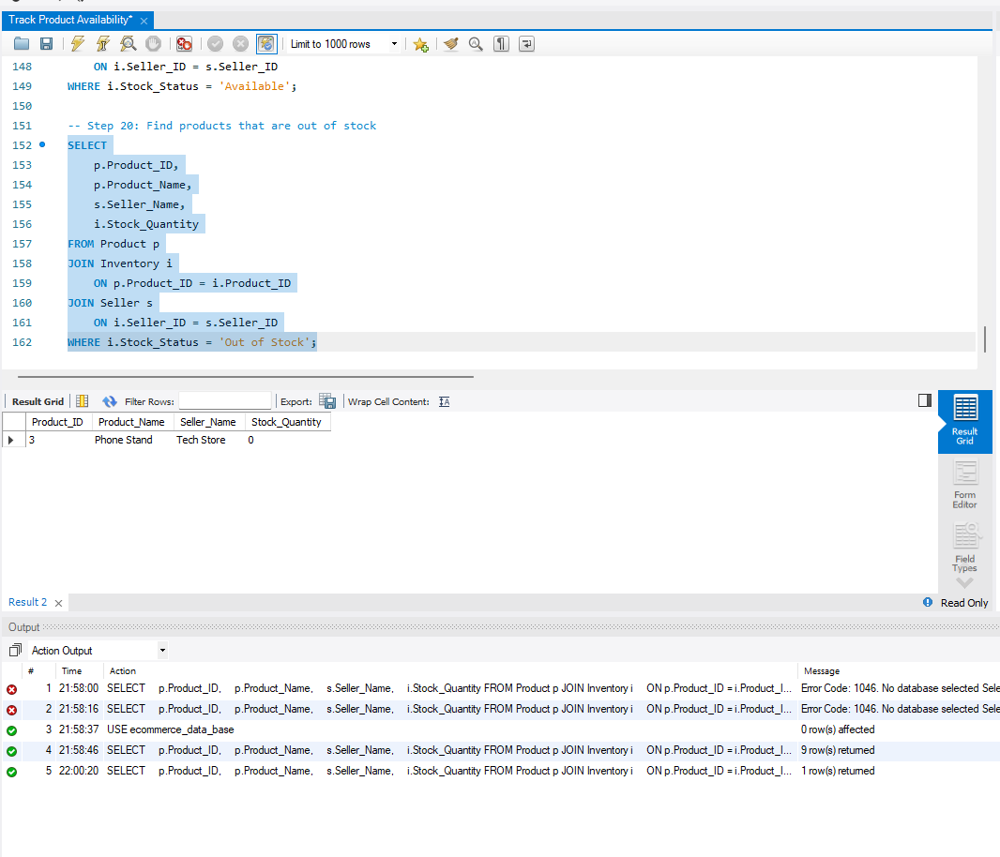 Track Product Availability*
Limit to 1000 rows
148 ON i.Seller_ID = s.Seller_ID
149 WHERE i.Stock_Status = 'Available';
150
151 -- Step 20: Find products that are out of stock
152 SELECT
153 p.Product_ID,
154 p.Product_Name,
155 s.Seller_Name,
156 i.Stock_Quantity
157 FROM Product p
158 JOIN Inventory i
159 ON p.Product_ID = i.Product_ID
160 JOIN Seller s
161 ON i.Seller_ID = s.Seller_ID
162 WHERE i.Stock_Status = 'Out of Stock';
Result Grid Filter Rows: Export: Wrap Cell Content:
Product_ID Product_Name Seller_Name Stock_Quantity
3 Phone Stand Tech Store 0
Result
Grid
Form
Editor
Field
Types
Result 2 Read Only
Output
Action Output
# Time Action Message
1 21:58:00 SELECT p.Product_ID, p.Product_Name, s.Seller_Name, i.Stock_Quantity FROM Product p JOIN Inventory i ON p.Product_ID = i.Product_I... Error Code: 1046. No database selected Sele
2 21:58:16 SELECT p.Product_ID, p.Product_Name, s.Seller_Name, i.Stock_Quantity FROM Product p JOIN Inventory i ON p.Product_ID = i.Product_I... Error Code: 1046. No database selected Sele
3 21:58:37 USE ecommerce_data_base 0 row(s) affected
4 21:58:46 SELECT p.Product_ID, p.Product_Name, s.Seller_Name, i.Stock_Quantity FROM Product p JOIN Inventory i ON p.Product_ID = i.Product_I... 9 row(s) returned
5 22:00:20 SELECT p.Product_ID, p.Product_Name, s.Seller_Name, i.Stock_Quantity FROM Product p JOIN Inventory i ON p.Product_ID = i.Product_I... 1 row(s) returned